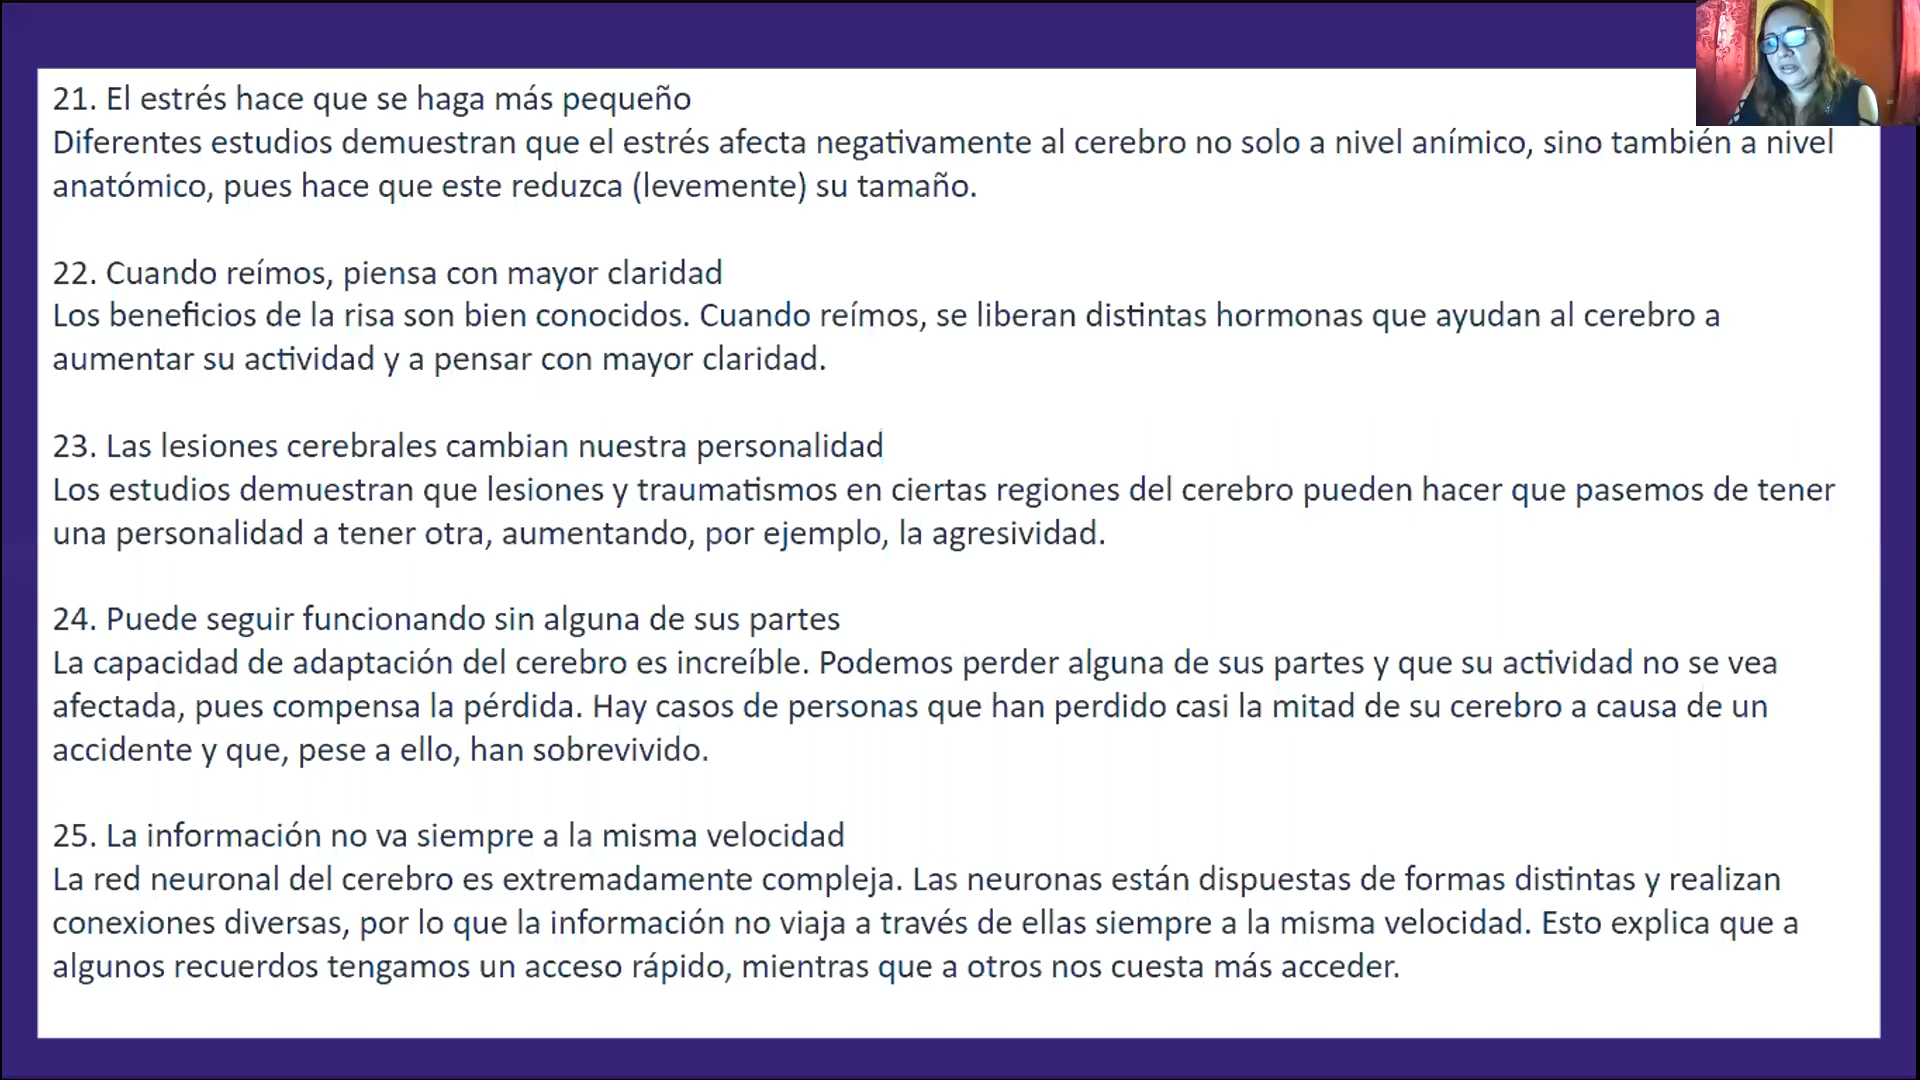 21. El estrés hace que se haga más pequeño
Diferentes estudios demuestran que el estrés afecta negativamente al cerebro no solo a nivel anímico, sino también a nivel
anatómico, pues hace que este reduzca (levemente) su tamaño.
22. Cuando reímos, piensa con mayor claridad
Los beneficios de la risa son bien conocidos. Cuando reímos, se liberan distintas hormonas que ayudan al cerebro a
aumentar su actividad y a pensar con mayor claridad.
23. Las lesiones cerebrales cambian nuestra personalidad
Los estudios demuestran que lesiones y traumatismos en ciertas regiones del cerebro pueden hacer que pasemos de tener
una personalidad a tener otra, aumentando, por ejemplo, la agresividad.
24. Puede seguir funcionando sin alguna de sus partes
La capacidad de adaptación del cerebro es increíble. Podemos perder alguna de sus partes y que su actividad no se vea
afectada, pues compensa la pérdida. Hay casos de personas que han perdido casi la mitad de su cerebro a causa de un
accidente y que, pese a ello, han sobrevivido.
25. La información no va siempre a la misma velocidad
La red neuronal del cerebro es extremadamente compleja. Las neuronas están dispuestas de formas distintas y realizan
conexiones diversas, por lo que la información no viaja a través de ellas siempre a la misma velocidad. Esto explica que a
algunos recuerdos tengamos un acceso rápido, mientras que a otros nos cuesta más acceder.